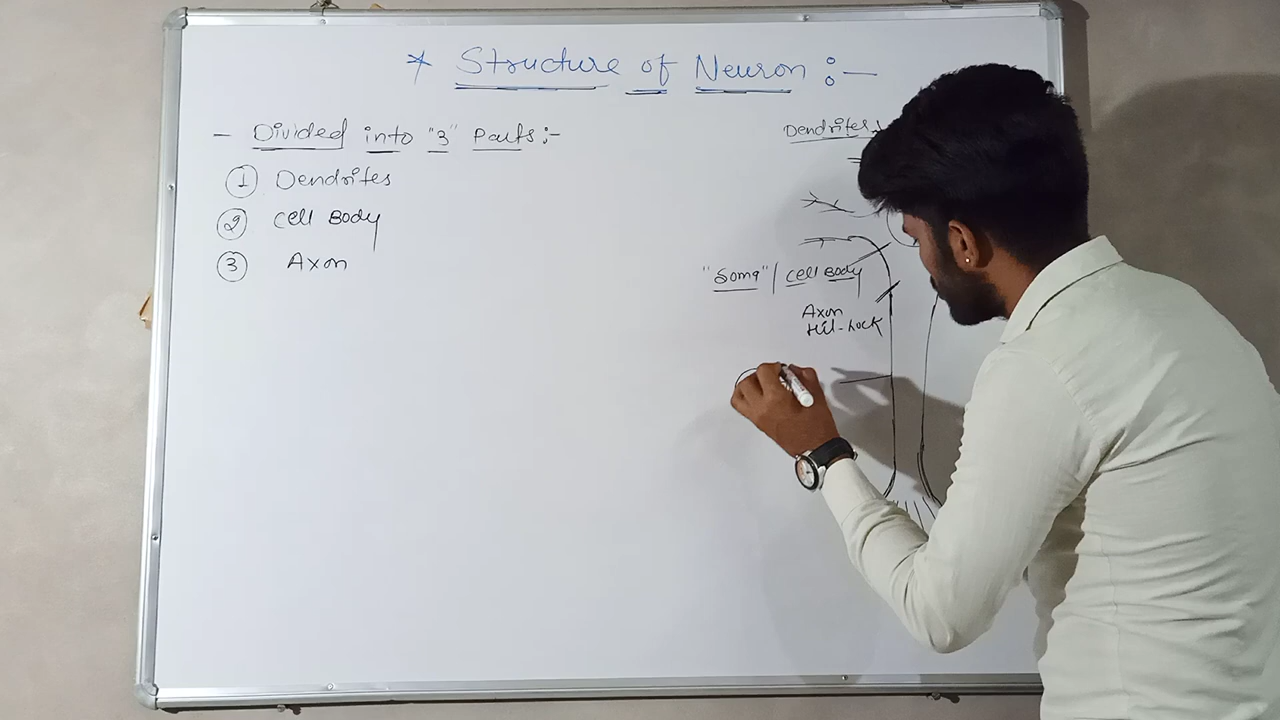 * Structure of Neuron :-
- Divided into "3" Parts :-
① Dendrites
② Cell Body
③ Axon
Dendrites
"Soma" / Cell Body
Axon
Hil-lock